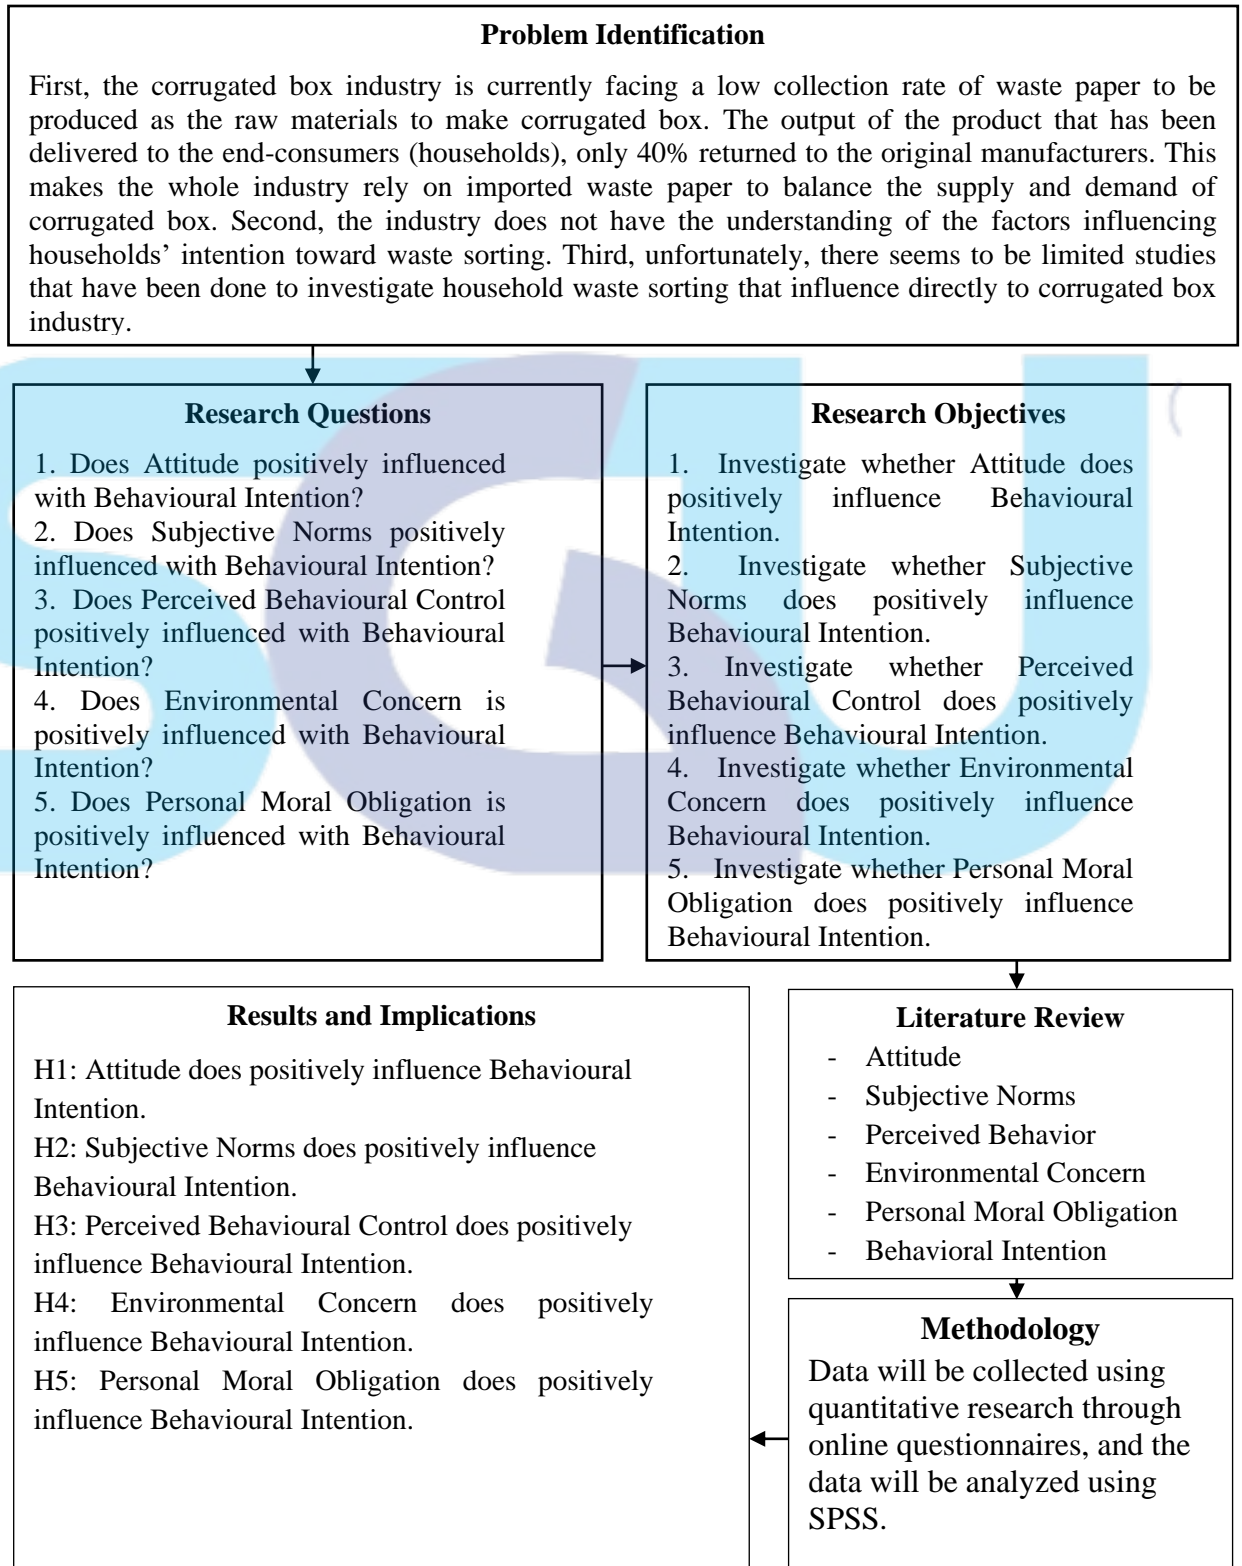 Problem Identification
First, the corrugated box industry is currently facing a low collection rate of waste paper to be
produced as the raw materials to make corrugated box. The output of the product that has been
delivered to the end-consumers (households), only 40% returned to the original manufacturers. This
makes the whole industry rely on imported waste paper to balance the supply and demand of
corrugated box. Second, the industry does not have the understanding of the factors influencing
households’ intention toward waste sorting. Third, unfortunately, there seems to be limited studies
that have been done to investigate household waste sorting that influence directly to corrugated box
industry.
Research Questions
1. Does Attitude positively influenced
with Behavioural Intention?
2. Does Subjective Norms positively
influenced with Behavioural Intention?
3. Does Perceived Behavioural Control
positively influenced with Behavioural
Intention?
4. Does Environmental Concern is
positively influenced with Behavioural
Intention?
5. Does Personal Moral Obligation is
positively influenced with Behavioural
Intention?
Research Objectives
1. Investigate whether Attitude does
positively influence Behavioural
Intention.
2. Investigate whether Subjective
Norms does positively influence
Behavioural Intention.
3. Investigate whether Perceived
Behavioural Control does positively
influence Behavioural Intention.
4. Investigate whether Environmental
Concern does positively influence
Behavioural Intention.
5. Investigate whether Personal Moral
Obligation does positively influence
Behavioural Intention.
Literature Review
- Attitude
- Subjective Norms
- Perceived Behavior
- Environmental Concern
- Personal Moral Obligation
- Behavioral Intention
Methodology
Data will be collected using
quantitative research through
online questionnaires, and the
data will be analyzed using
SPSS.
Results and Implications
H1: Attitude does positively influence Behavioural
Intention.
H2: Subjective Norms does positively influence
Behavioural Intention.
H3: Perceived Behavioural Control does positively
influence Behavioural Intention.
H4: Environmental Concern does positively
influence Behavioural Intention.
H5: Personal Moral Obligation does positively
influence Behavioural Intention.
SGU